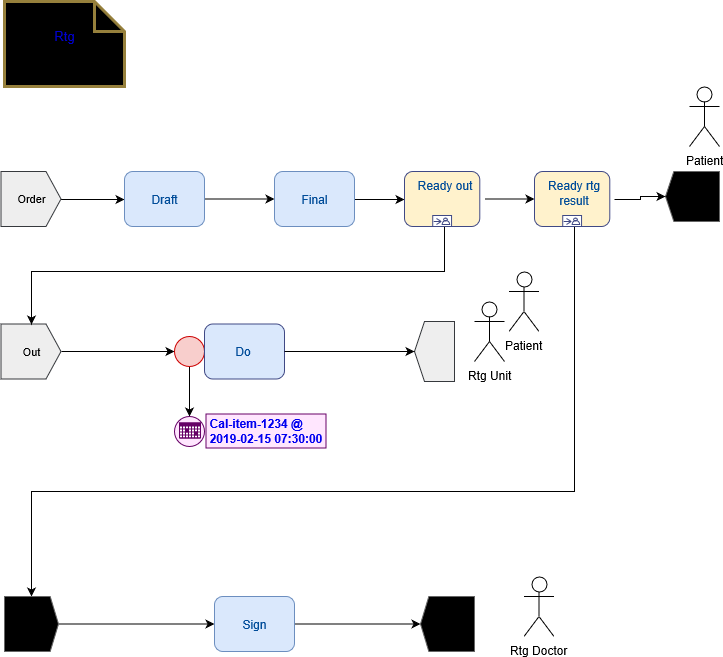 Rtg
Patient
Order
Draft
Final
Ready out
Ready rtg
result
Out
Do
Patient
Rtg Unit
Cal-item-1234 @
2019-02-15 07:30:00
Sign
Rtg Doctor